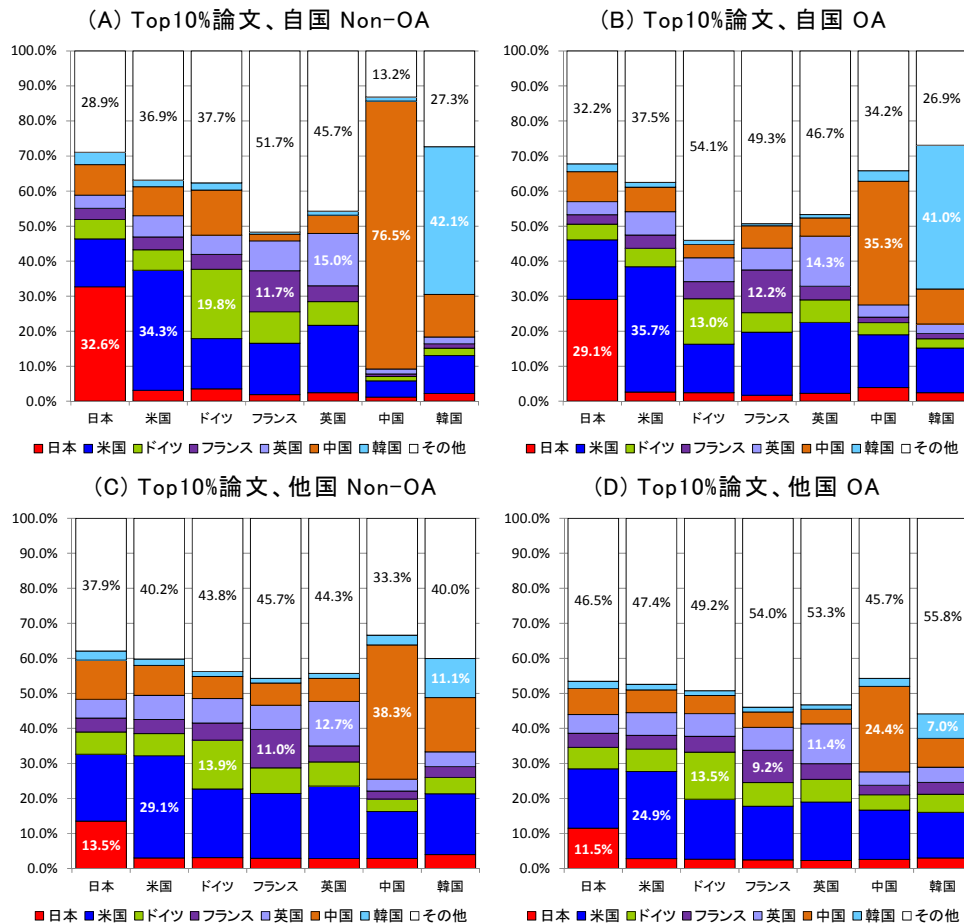 (A) Top10%論文、自国 Non-OA
100.0%
90.0%
80.0%
70.0%
60.0%
50.0%
40.0%
30.0%
20.0%
10.0%
0.0%
28.9% 36.9% 37.7% 51.7% 45.7% 13.2% 27.3%
32.6% 34.3% 19.8% 11.7% 15.0% 76.5% 42.1%
日本 米国 ドイツ フランス 英国 中国 韓国
日本 米国 ドイツ フランス 英国 中国 韓国 その他
(B) Top10%論文、自国 OA
100.0%
90.0%
80.0%
70.0%
60.0%
50.0%
40.0%
30.0%
20.0%
10.0%
0.0%
32.2% 37.5% 54.1% 49.3% 46.7% 34.2% 26.9%
29.1% 35.7% 13.0% 12.2% 14.3% 35.3% 41.0%
日本 米国 ドイツ フランス 英国 中国 韓国
日本 米国 ドイツ フランス 英国 中国 韓国 その他
(C) Top10%論文、他国 Non-OA
100.0%
90.0%
80.0%
70.0%
60.0%
50.0%
40.0%
30.0%
20.0%
10.0%
0.0%
37.9% 40.2% 43.8% 45.7% 44.3% 33.3% 40.0%
13.5% 29.1% 13.9% 11.0% 12.7% 38.3% 11.1%
日本 米国 ドイツ フランス 英国 中国 韓国
日本 米国 ドイツ フランス 英国 中国 韓国 その他
(D) Top10%論文、他国 OA
100.0%
90.0%
80.0%
70.0%
60.0%
50.0%
40.0%
30.0%
20.0%
10.0%
0.0%
46.5% 47.4% 49.2% 54.0% 53.3% 45.7% 55.8%
11.5% 24.9% 13.5% 9.2% 11.4% 24.4% 7.0%
日本 米国 ドイツ フランス 英国 中国 韓国
日本 米国 ドイツ フランス 英国 中国 韓国 その他